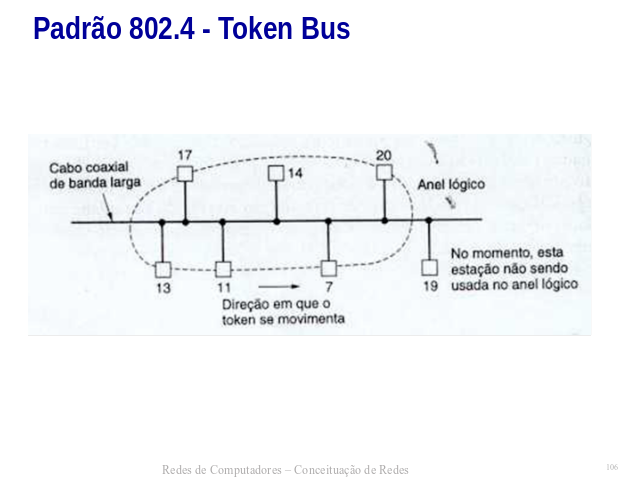 Padrão 802.4 - Token Bus
Cabo coaxial
de banda larga
17
14
20
Anel lógico
13
11
7
19
No momento, esta
estação não sendo
usada no anel lógico
Direção em que o
token se movimenta
Redes de Computadores – Conceituação de Redes
106